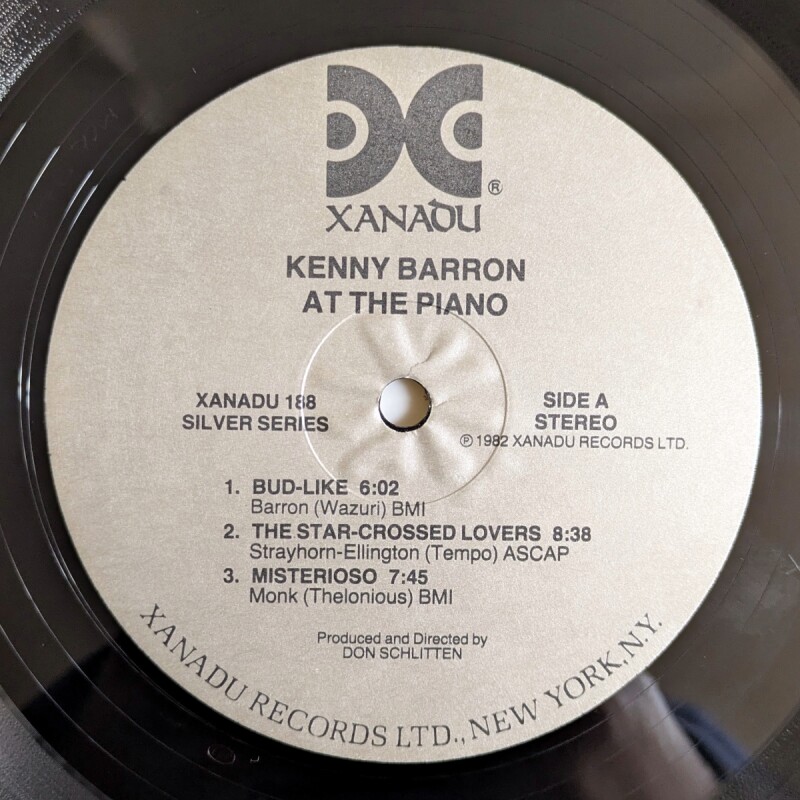 ®
XANADU
KENNY BARRON
AT THE PIANO
XANADU 188
SILVER SERIES
SIDE A
STEREO
℗ 1982 XANADU RECORDS LTD.
1. BUD-LIKE 6:02
Barron (Wazuri) BMI
2. THE STAR-CROSSED LOVERS 8:38
Strayhorn-Ellington (Tempo) ASCAP
3. MISTERIOSO 7:45
Monk (Thelonious) BMI
Produced and Directed by
DON SCHLITTEN
XANADU RECORDS LTD., NEW YORK, N.Y.